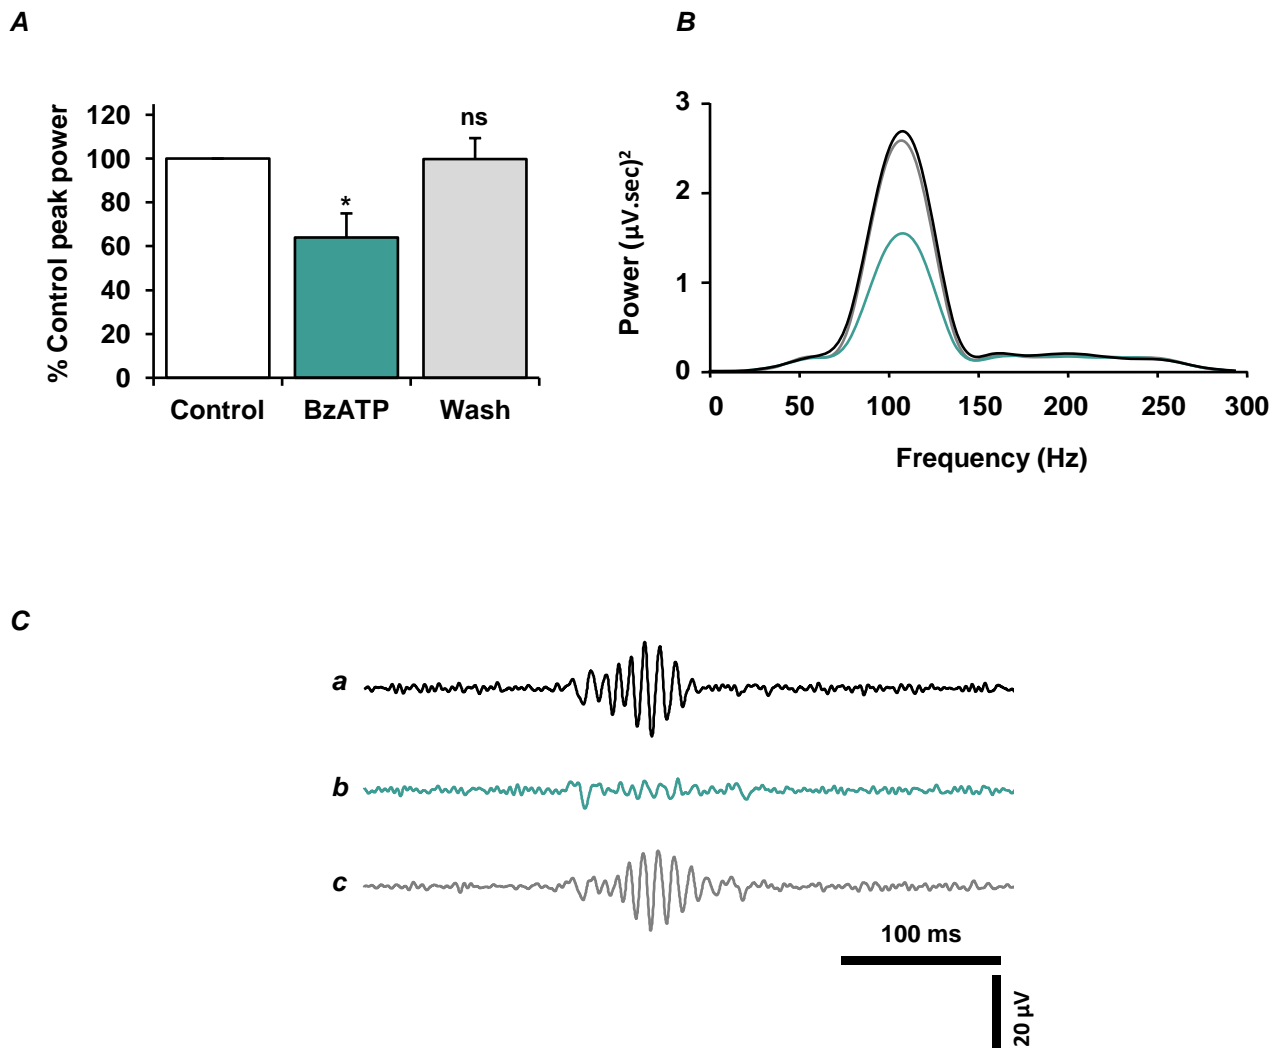 A
B
% Control peak power
120
100
80
60
40
20
0
*
ns
Control BzATP Wash
Power (µV.sec)²
3
2
1
0
0 50 100 150 200 250 300
Frequency (Hz)
C
a
b
c
100 ms
20 µV